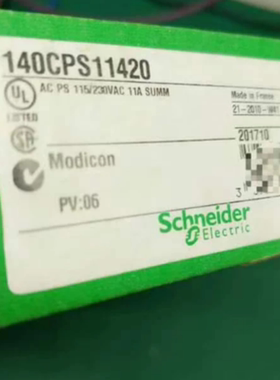 140CPS11420
AC PS 115/230VAC 11A SUMM
Made in France
UL
LISTED
201710
Modicon
PV:06
Schneider
Electric